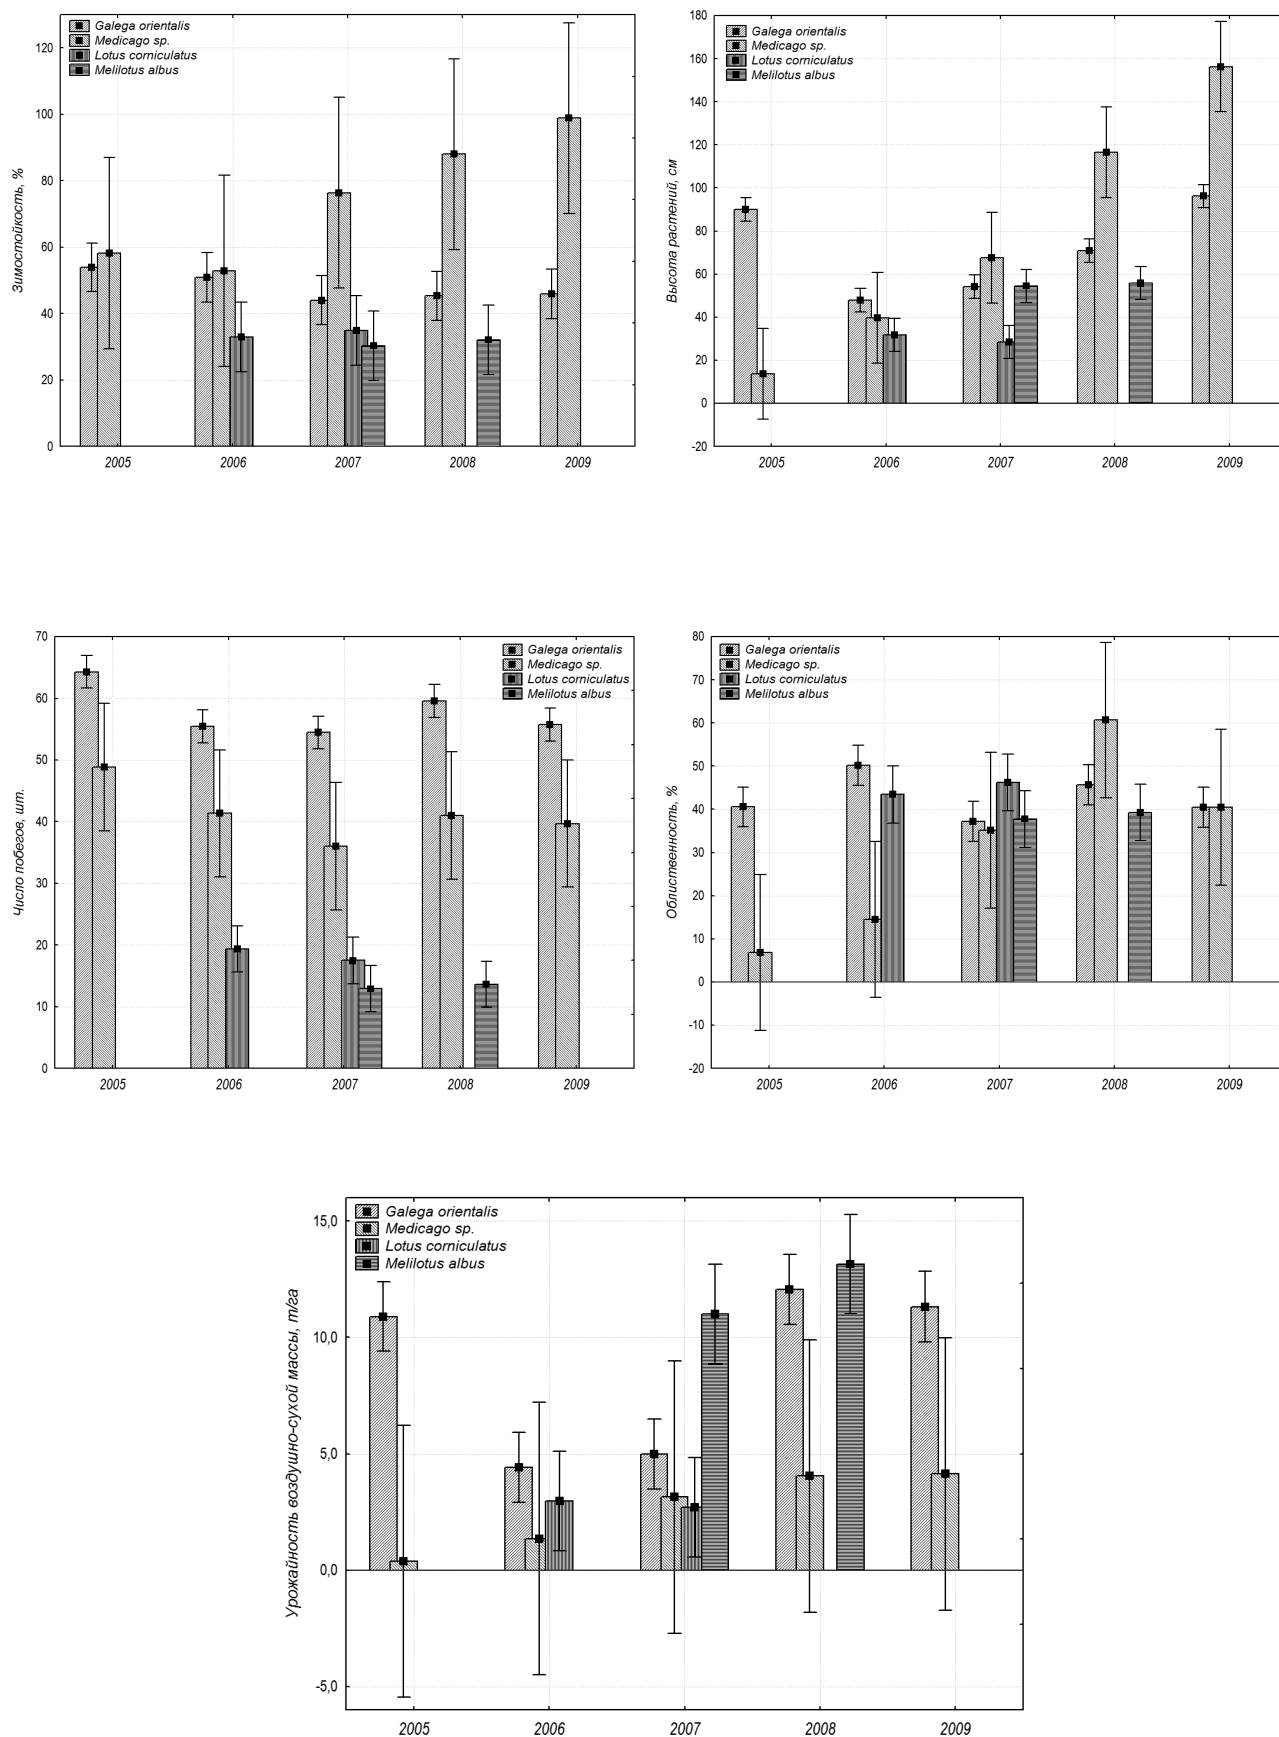 Galega orientalis
Medicago sp.
Lotus corniculatus
Melilotus albus
Зимостойкость, %
120
100
80
60
40
20
0
2005 2006 2007 2008 2009
Galega orientalis
Medicago sp.
Lotus corniculatus
Melilotus albus
Высота растений, см
180
160
140
120
100
80
60
40
20
0
-20
2005 2006 2007 2008 2009
Galega orientalis
Medicago sp.
Lotus corniculatus
Melilotus albus
Число побегов, шт.
70
60
50
40
30
20
10
0
2005 2006 2007 2008 2009
Galega orientalis
Medicago sp.
Lotus corniculatus
Melilotus albus
Облиственность, %
80
70
60
50
40
30
20
10
0
-10
-20
2005 2006 2007 2008 2009
Galega orientalis
Medicago sp.
Lotus corniculatus
Melilotus albus
Урожайность воздушно-сухой массы, т/га
15,0
10,0
5,0
0,0
-5,0
2005 2006 2007 2008 2009